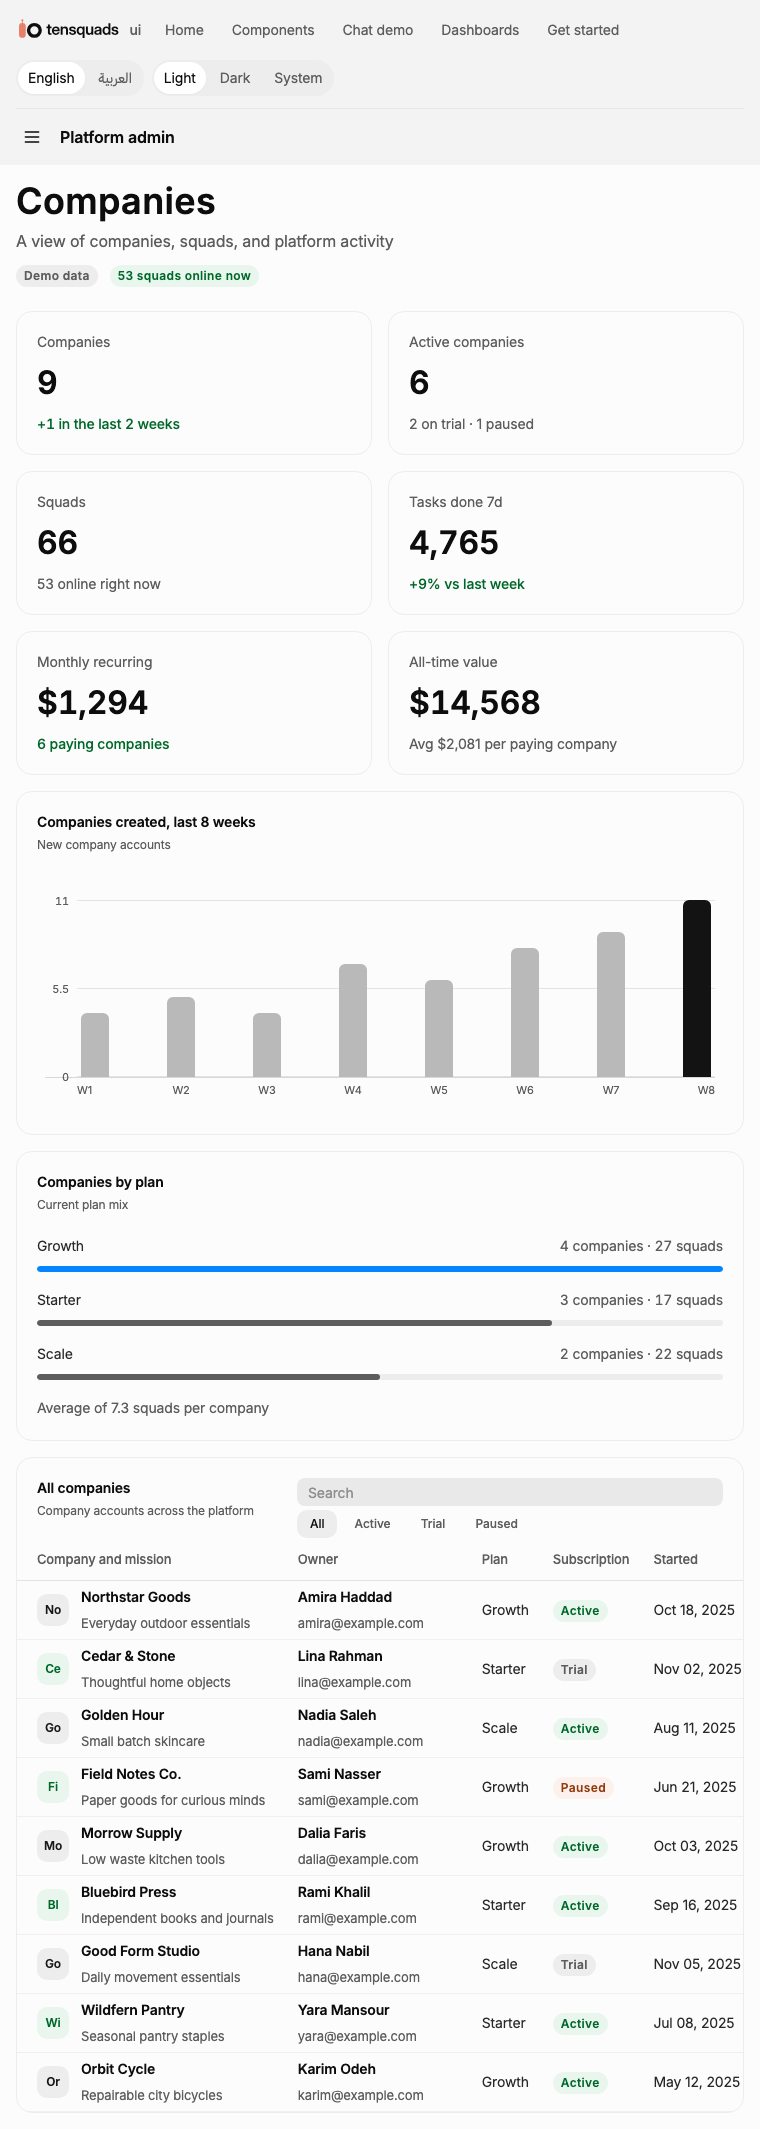 tensquads ui Home Components Chat demo Dashboards Get started
English العربية Light Dark System
Platform admin
Companies
A view of companies, squads, and platform activity
Demo data 53 squads online now
Companies
9
+1 in the last 2 weeks
Active companies
6
2 on trial · 1 paused
Squads
66
53 online right now
Tasks done 7d
4,765
+9% vs last week
Monthly recurring
$1,294
6 paying companies
All-time value
$14,568
Avg $2,081 per paying company
Companies created, last 8 weeks
New company accounts
11
5.5
0
W1 W2 W3 W4 W5 W6 W7 W8
Companies by plan
Current plan mix
Growth 4 companies · 27 squads
Starter 3 companies · 17 squads
Scale 2 companies · 22 squads
Average of 7.3 squads per company
All companies
Company accounts across the platform
Search
All Active Trial Paused
Company and mission Owner Plan Subscription Started
No Northstar Goods Amira Haddad Growth Active Oct 18, 2025
Everyday outdoor essentials amira@example.com
Ce Cedar & Stone Lina Rahman Starter Trial Nov 02, 2025
Thoughtful home objects lina@example.com
Go Golden Hour Nadia Saleh Scale Active Aug 11, 2025
Small batch skincare nadia@example.com
Fi Field Notes Co. Sami Nasser Growth Paused Jun 21, 2025
Paper goods for curious minds sami@example.com
Mo Morrow Supply Dalia Faris Growth Active Oct 03, 2025
Low waste kitchen tools dalia@example.com
Bl Bluebird Press Rami Khalil Starter Active Sep 16, 2025
Independent books and journals rami@example.com
Go Good Form Studio Hana Nabil Scale Trial Nov 05, 2025
Daily movement essentials hana@example.com
Wi Wildfern Pantry Yara Mansour Starter Active Jul 08, 2025
Seasonal pantry staples yara@example.com
Or Orbit Cycle Karim Odeh Growth Active May 12, 2025
Repairable city bicycles karim@example.com